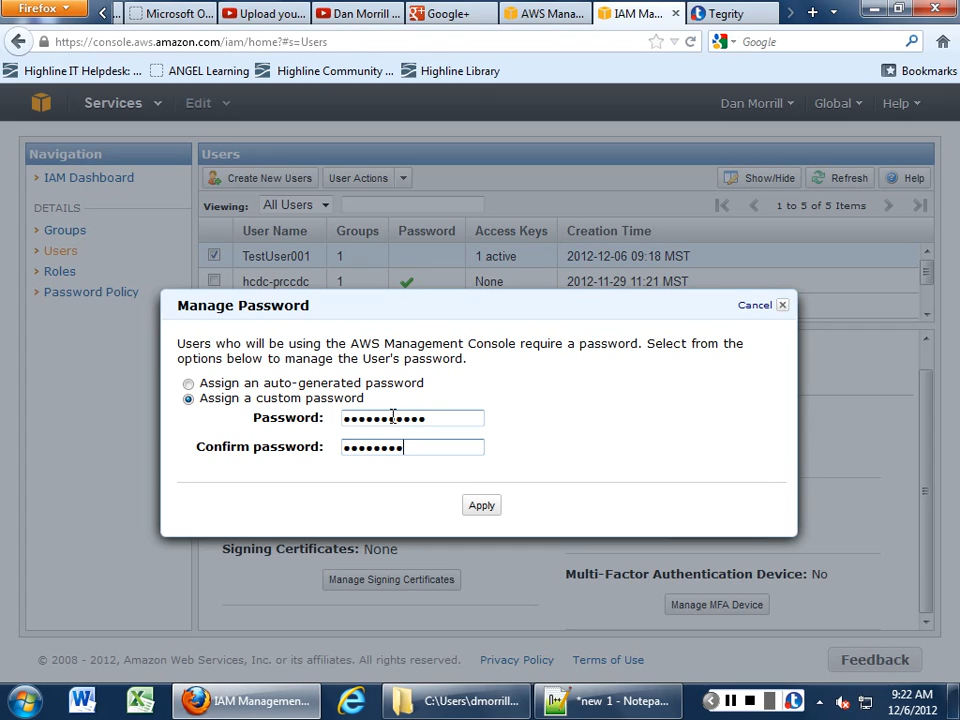 Firefox
Microsoft O...
Upload you...
Dan Morrill ...
Google+
AWS Mana...
IAM Ma...
Tegrity
https://console.aws.amazon.com/iam/home?#s=Users
Google
Highline IT Helpdesk: ...
ANGEL Learning
Highline Community ...
Highline Library
Bookmarks
Services
Edit
Dan Morrill
Global
Help
Navigation
Users
IAM Dashboard
Create New Users
User Actions
Show/Hide
Refresh
Help
DETAILS
Viewing:
All Users
1 to 5 of 5 Items
Groups
User Name
Groups
Password
Access Keys
Creation Time
Users
TestUser001
1
1 active
2012-12-06 09:18 MST
Roles
hcdc-prccdc
1
None
2012-11-29 11:21 MST
Password Policy
Manage Password
Cancel
Users who will be using the AWS Management Console require a password. Select from the
options below to manage the User's password.
Assign an auto-generated password
Assign a custom password
Password:
Confirm password:
Apply
Signing Certificates: None
Manage Signing Certificates
Multi-Factor Authentication Device: No
Manage MFA Device
© 2008 - 2012, Amazon Web Services, Inc. or its affiliates. All rights reserved.
Privacy Policy
Terms of Use
Feedback
IAM Managemen...
C:\Users\dmorrill...
*new 1 - Notepa...
9:22 AM
12/6/2012